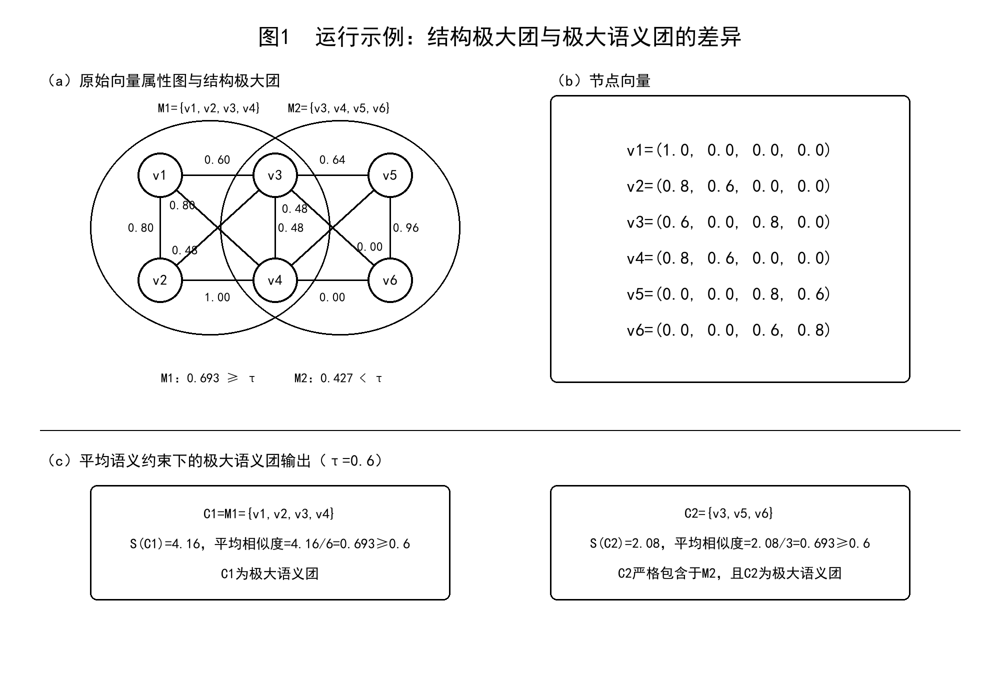 图1 运行示例：结构极大团与极大语义团的差异
（a）原始向量属性图与结构极大团
M1={v1,v2,v3,v4} M2={v3,v4,v5,v6}
0.60 0.64
v1 v3 v5
0.80 0.48
0.80 0.48 0.96
0.48 0.00
v2 v4 v6
1.00 0.00
M1：0.693 ≥ τ M2：0.427 < τ
（b）节点向量
v1=(1.0, 0.0, 0.0, 0.0)
v2=(0.8, 0.6, 0.0, 0.0)
v3=(0.6, 0.0, 0.8, 0.0)
v4=(0.8, 0.6, 0.0, 0.0)
v5=(0.0, 0.0, 0.8, 0.6)
v6=(0.0, 0.0, 0.6, 0.8)
（c）平均语义约束下的极大语义团输出（τ=0.6）
C1=M1={v1,v2,v3,v4}
S(C1)=4.16，平均相似度=4.16/6=0.693≥0.6
C1为极大语义团
C2={v3,v5,v6}
S(C2)=2.08，平均相似度=2.08/3=0.693≥0.6
C2严格包含于M2，且C2为极大语义团